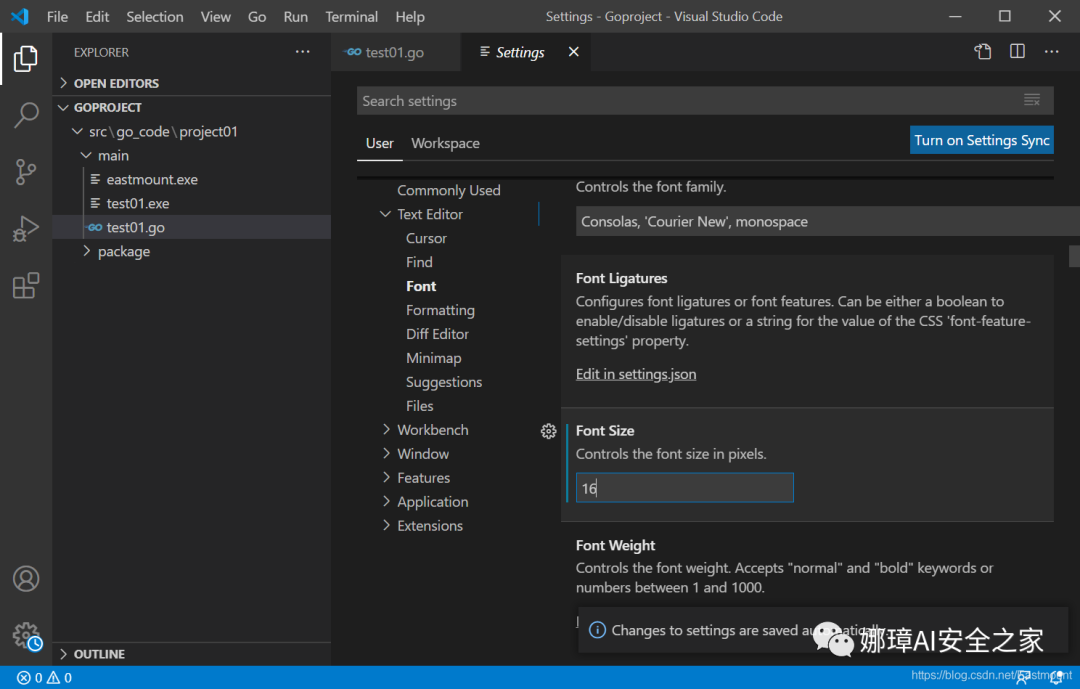 File Edit Selection View Go Run Terminal Help Settings - Goproject - Visual Studio Code
EXPLORER ···
OPEN EDITORS
GOPROJECT
src\go_code\project01
main
eastmount.exe
test01.exe
GO test01.go
package
OUTLINE
GO test01.go Settings
Search settings
User Workspace Turn on Settings Sync
Commonly Used
Text Editor
Cursor
Find
Font
Formatting
Diff Editor
Minimap
Suggestions
Files
Workbench
Window
Features
Application
Extensions
Controls the font family.
Consolas, 'Courier New', monospace
Font Ligatures
Configures font ligatures or font features. Can be either a boolean to
enable/disable ligatures or a string for the value of the CSS 'font-feature-
settings' property.
Edit in settings.json
Font Size
Controls the font size in pixels.
16
Font Weight
Controls the font weight. Accepts "normal" and "bold" keywords or
numbers between 1 and 1000.
Changes to settings are saved automatically
娜璋AI安全之家
0 0
https://blog.csdn.net/Eastmount